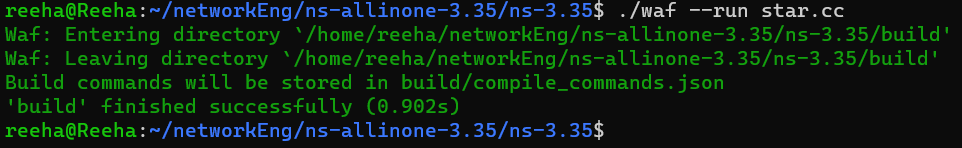 reeha@Reeha:~/networkEng/ns-allinone-3.35/ns-3.35$ ./waf --run star.cc
Waf: Entering directory `/home/reeha/networkEng/ns-allinone-3.35/ns-3.35/build'
Waf: Leaving directory `/home/reeha/networkEng/ns-allinone-3.35/ns-3.35/build'
Build commands will be stored in build/compile_commands.json
'build' finished successfully (0.902s)
reeha@Reeha:~/networkEng/ns-allinone-3.35/ns-3.35$